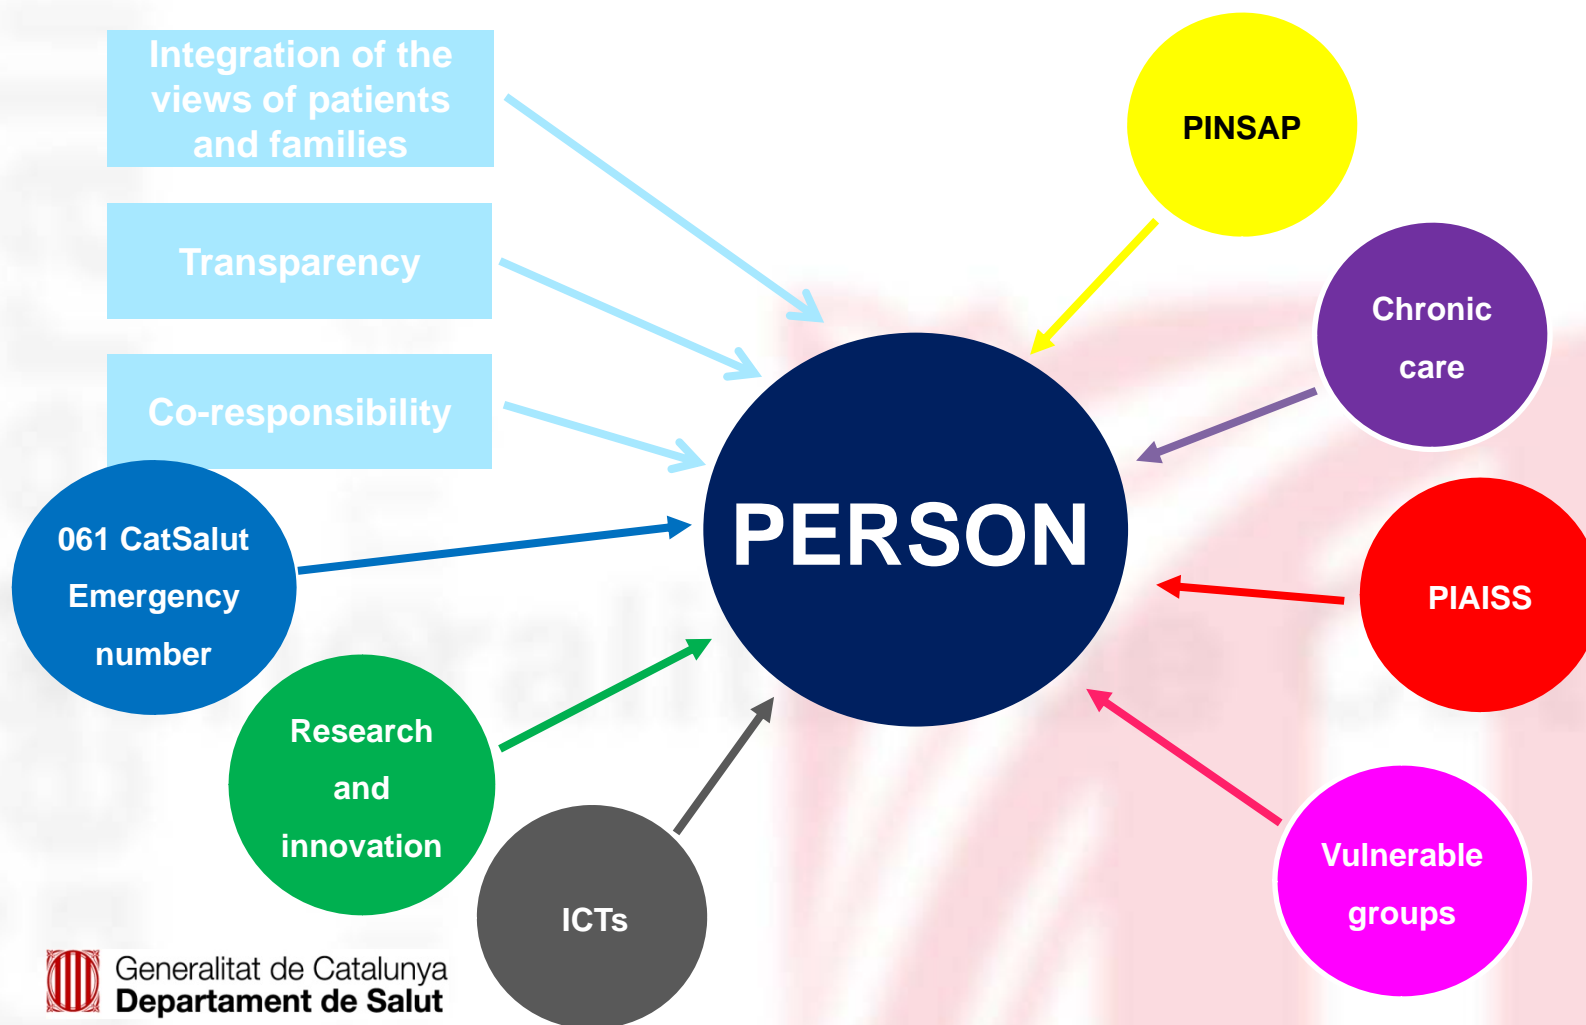 Integration of the
views of patients
and families
Transparency
Co-responsibility
061 CatSalut
Emergency
number
Research
and
innovation
ICTs
PERSON
PINSAP
Chronic
care
PIAISS
Vulnerable
groups
Generalitat de Catalunya
Departament de Salut